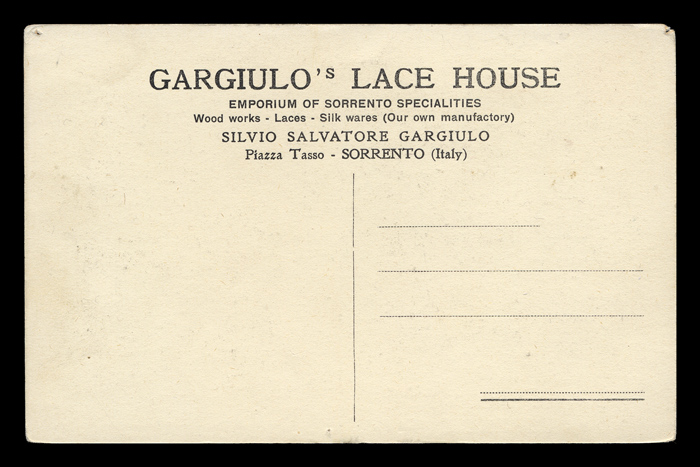 GARGIULO's LACE HOUSE
EMPORIUM OF SORRENTO SPECIALITIES
Wood works - Laces - Silk wares (Our own manufactory)
SILVIO SALVATORE GARGIULO
Piazza Tasso - SORRENTO (Italy)